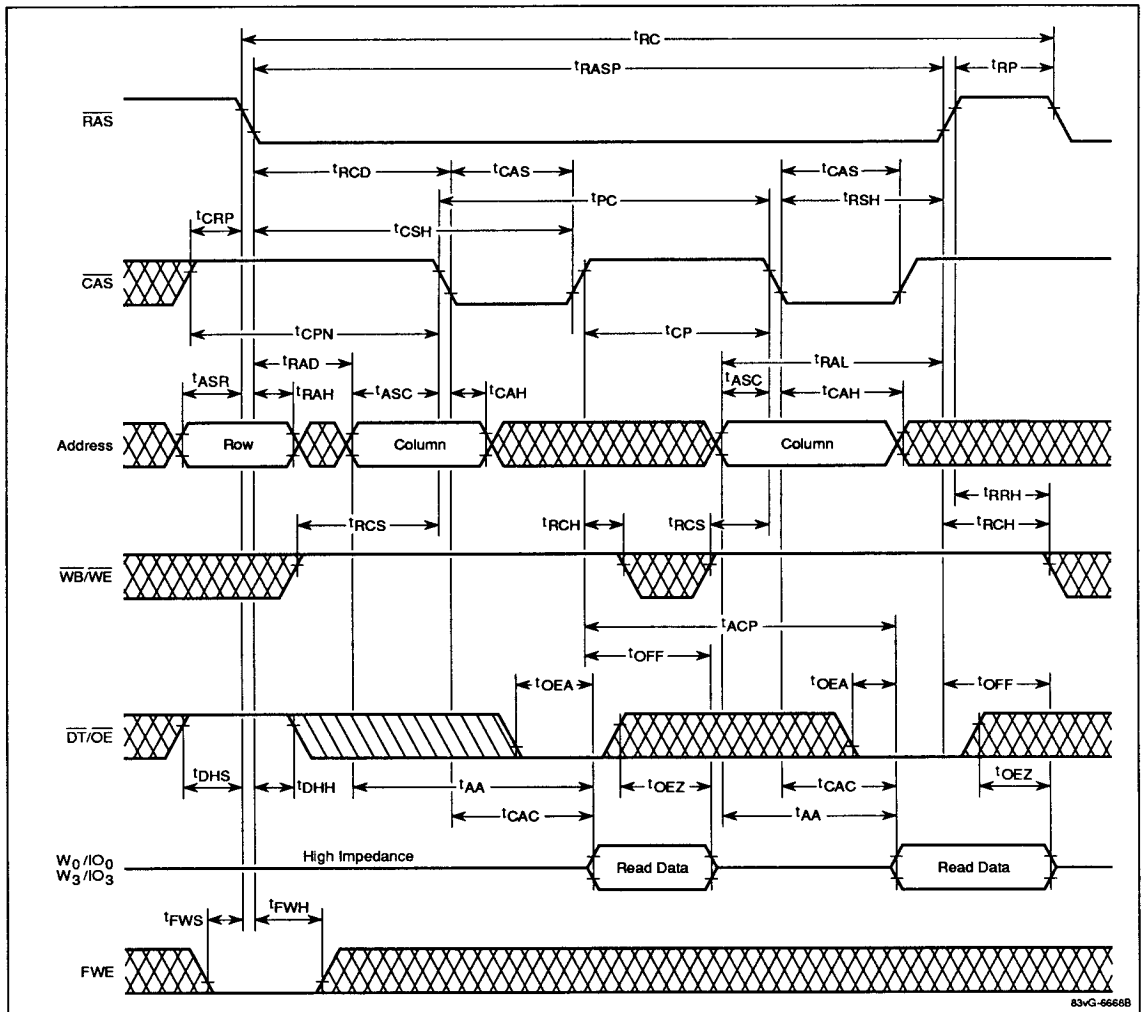 tRC
tRASP
tRP
RAS
tRCD
tCAS
tCAS
tPC
tRSH
tCRP
tCSH
CAS
tCPN
tCP
tRAD
tRAL
tASR
tRAH
tASC
tCAH
tASC
tCAH
Address
Row
Column
Column
tRRH
tRCS
tRCH
tRCS
tRCH
WB/WE
tACP
tOFF
tOEA
tOEA
tOFF
DT/OE
tDHS
tDHH
tAA
tOEZ
tCAC
tOEZ
tCAC
tAA
W0/IO0
W3/IO3
High Impedance
Read Data
Read Data
tFWS
tFWH
FWE
83vG-6668B